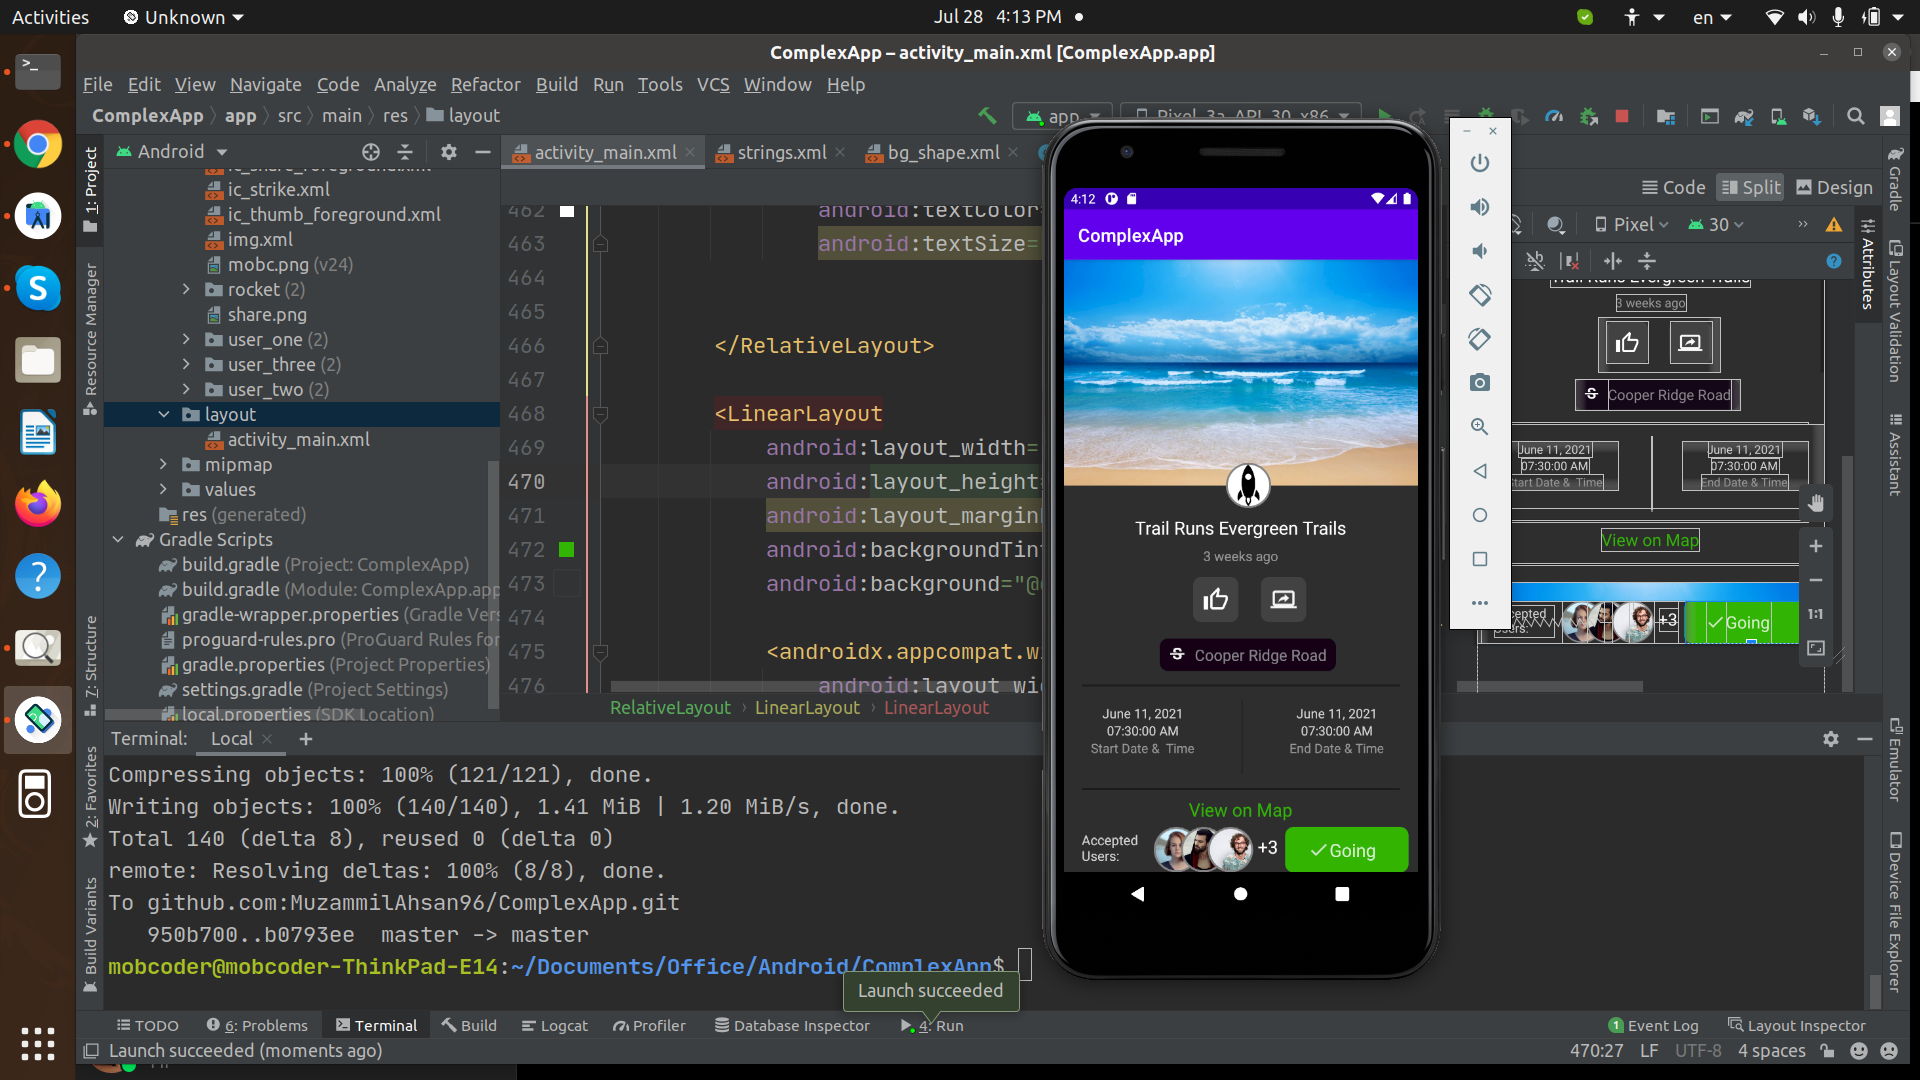 Activities
Unknown
Jul 28 4:13 PM
en
ComplexApp – activity_main.xml [ComplexApp.app]
File Edit View Navigate Code Analyze Refactor Build Run Tools VCS Window Help
ComplexApp app src main res layout
app
Pixel_3a_API_30_x86
Android
activity_main.xml
strings.xml
bg_shape.xml
Code
Split
Design
Pixel
30
1: Project
Resource Manager
7: Structure
2: Favorites
Build Variants
ic_share_foreground.xml
ic_strike.xml
ic_thumb_foreground.xml
img.xml
mobc.png (v24)
rocket (2)
share.png
user_one (2)
user_three (2)
user_two (2)
layout
activity_main.xml
mipmap
values
res (generated)
Gradle Scripts
build.gradle (Project: ComplexApp)
build.gradle (Module: ComplexApp.app
gradle-wrapper.properties (Gradle Vers
proguard-rules.pro (ProGuard Rules for
gradle.properties (Project Properties)
settings.gradle (Project Settings)
local.properties (SDK Location)
462 android:textColor
463 android:textSize=
464
465
466 </RelativeLayout>
467
468 <LinearLayout
469 android:layout_width=
470 android:layout_height
471 android:layout_margin
472 android:backgroundTin
473 android:background="@
474
475 <androidx.appcompat.w
476 android:layout_wi
RelativeLayout LinearLayout LinearLayout
4:12
ComplexApp
Trail Runs Evergreen Trails
3 weeks ago
Cooper Ridge Road
June 11, 2021
07:30:00 AM
Start Date & Time
June 11, 2021
07:30:00 AM
End Date & Time
View on Map
Accepted
Users:
+3
Going
Trail Runs Evergreen Trails
3 weeks ago
Cooper Ridge Road
June 11, 2021
07:30:00 AM
Start Date & Time
June 11, 2021
07:30:00 AM
End Date & Time
View on Map
cepted
Users:
+3
Going
1:1
Gradle
Layout Validation
Attributes
Assistant
Emulator
Device File Explorer
Terminal: Local +
Compressing objects: 100% (121/121), done.
Writing objects: 100% (140/140), 1.41 MiB | 1.20 MiB/s, done.
Total 140 (delta 8), reused 0 (delta 0)
remote: Resolving deltas: 100% (8/8), done.
To github.com:MuzammilAhsan96/ComplexApp.git
950b700..b0793ee master -> master
mobcoder@mobcoder-ThinkPad-E14:~/Documents/Office/Android/ComplexApp$
Launch succeeded
TODO
6: Problems
Terminal
Build
Logcat
Profiler
Database Inspector
4: Run
1 Event Log
Layout Inspector
Launch succeeded (moments ago)
470:27 LF UTF-8 4 spaces